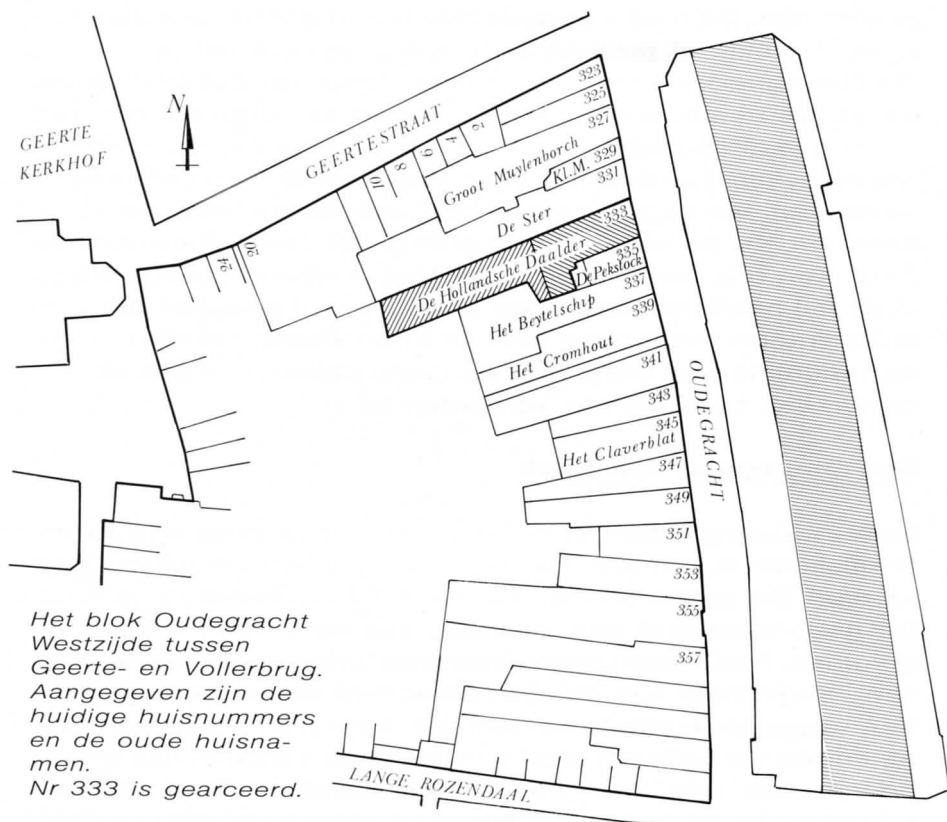 N
GEERTE
KERKHOF
GEERTESTRAAT
2
4
6
8
10
20
24
323
325
327
Groot Muylenborch
Kl.M. 329
331
De Ster
333
De Hollandsche Daalder
335
De Pekstock
337
Het Beytelschip
339
Het Cromhout
341
343
345
Het Claverblat
347
349
351
353
355
357
OUDEGRACHT
LANGE ROZENDAAL
Het blok Oudegracht
Westzijde tussen
Geerte- en Vollerbrug.
Aangegeven zijn de
huidige huisnummers
en de oude huisna-
men.
Nr 333 is gearceerd.